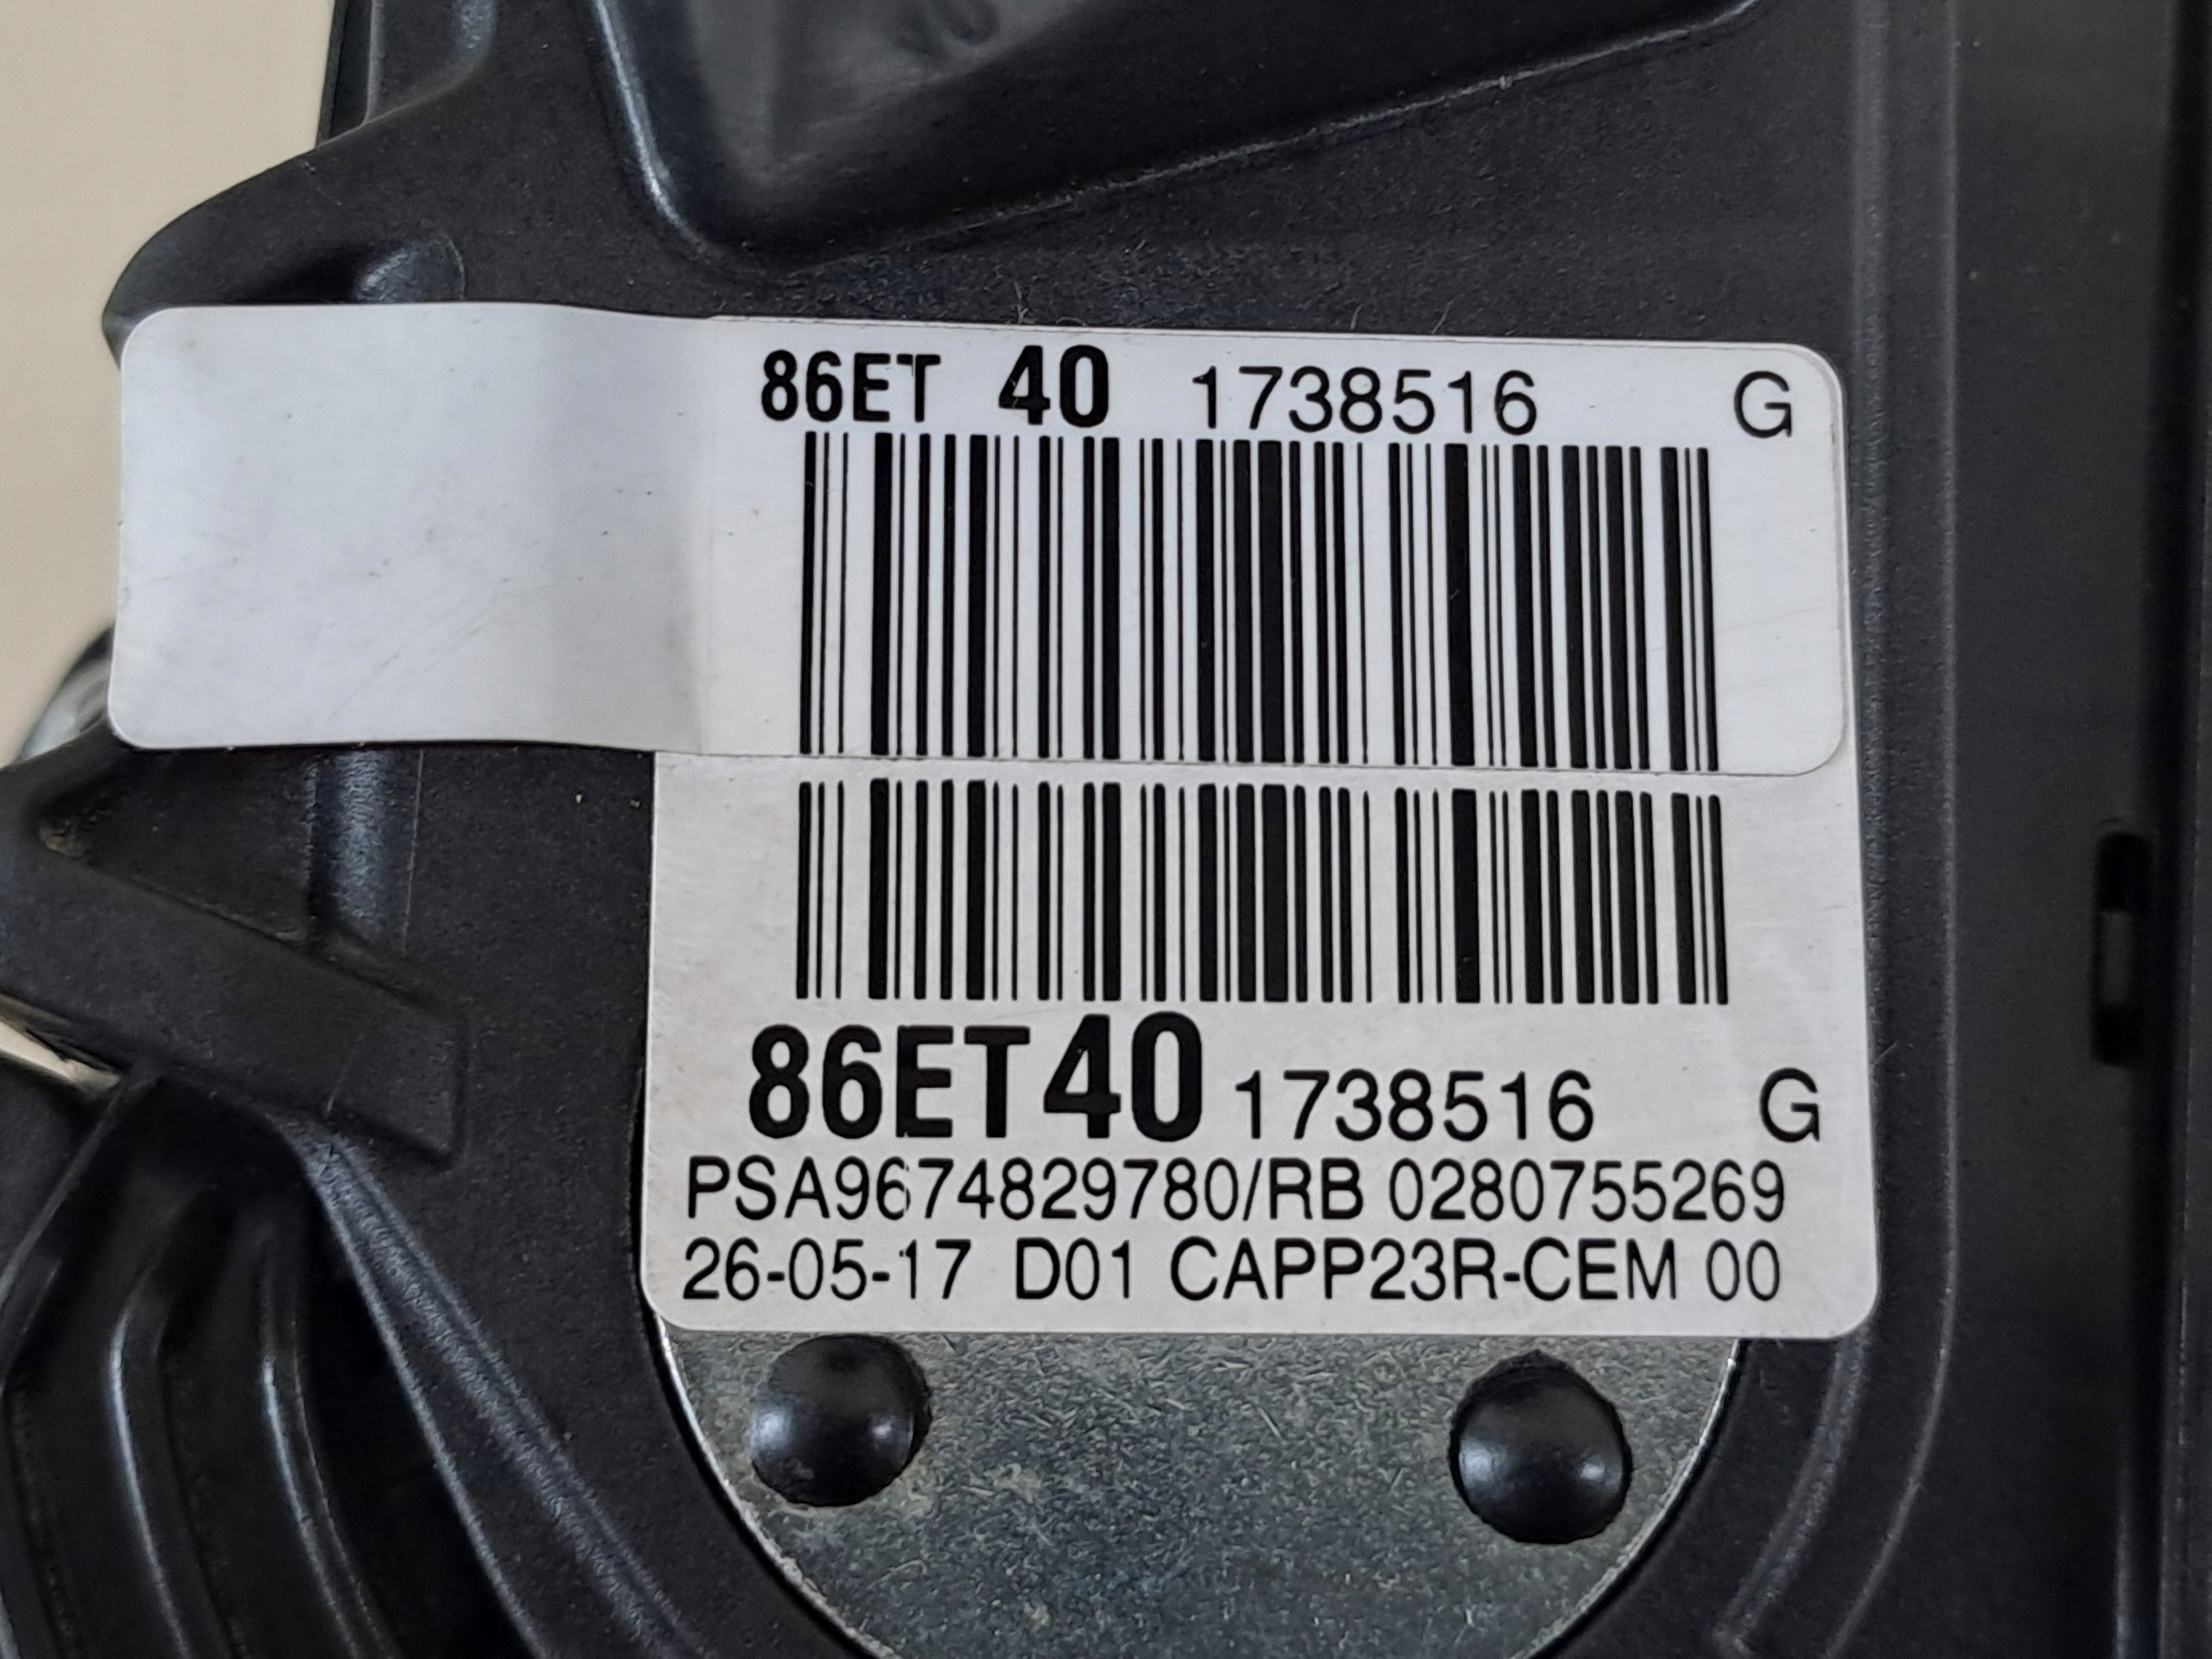 86ET 40 1738516 G
86ET40 1738516 G
PSA9674829780/RB 0280755269
26-05-17 D01 CAPP23R-CEM 00